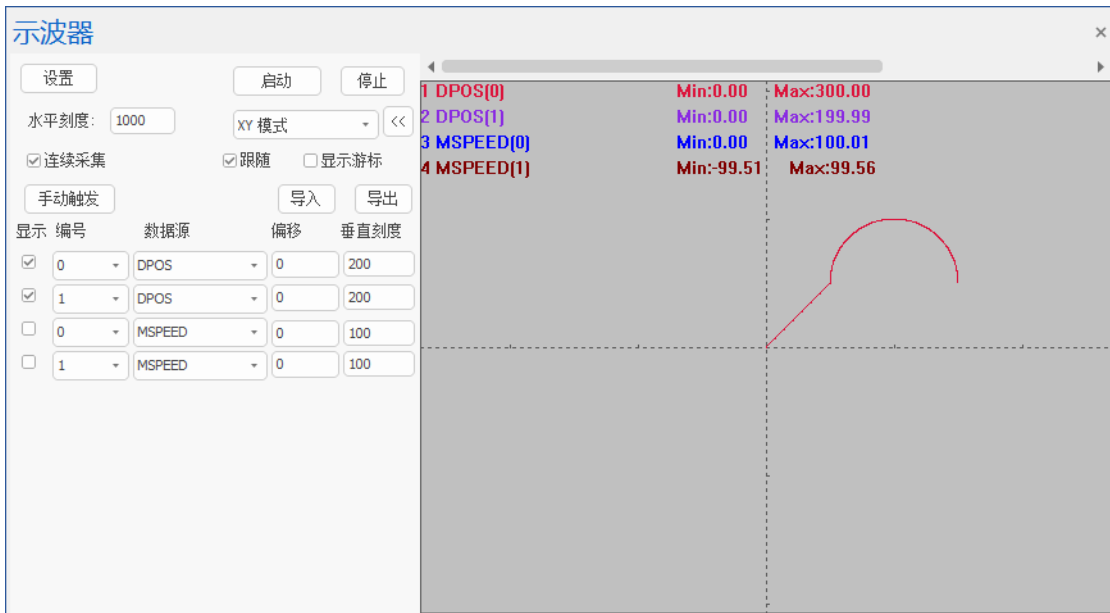 示波器
设置 启动 停止
水平刻度: 1000 XY 模式 <<
连续采集 跟随 显示游标
手动触发 导入 导出
显示 编号 数据源 偏移 垂直刻度
0 DPOS 0 200
1 DPOS 0 200
0 MSPEED 0 100
1 MSPEED 0 100
1 DPOS(0) Min:0.00 Max:300.00
2 DPOS(1) Min:0.00 Max:199.99
3 MSPEED(0) Min:0.00 Max:100.01
4 MSPEED(1) Min:-99.51 Max:99.56